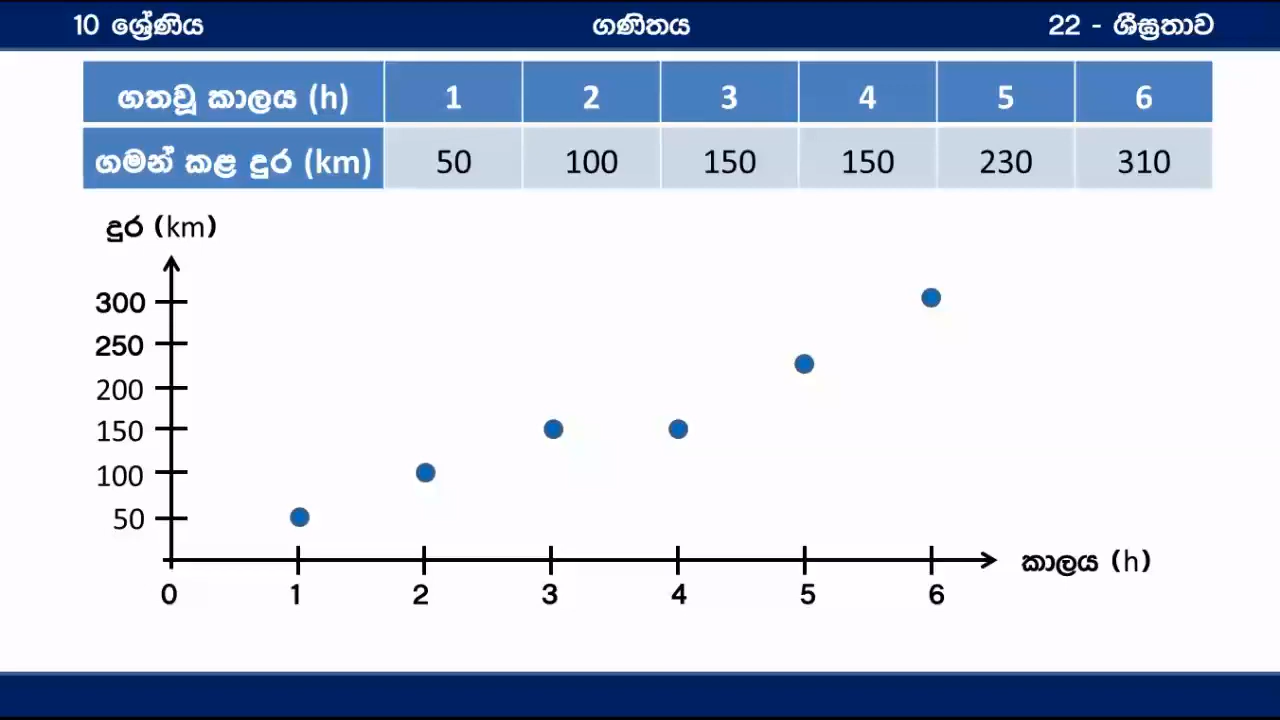 10 ශ්‍රේණිය ගණිතය 22 - ශීඝ්‍රතාව
ගතවූ කාලය (h) 1 2 3 4 5 6
ගමන් කළ දුර (km) 50 100 150 150 230 310
දුර (km)
300
250
200
150
100
50
කාලය (h)
0 1 2 3 4 5 6